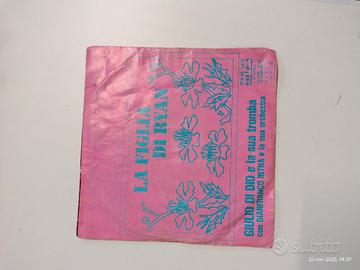 LA FIGLIA
DI RYAN
GIULIO DI DIO e la sua tromba
con GIANFRANCO INTRA e la sua orchestra
subito
25 nov 2025, 14:39